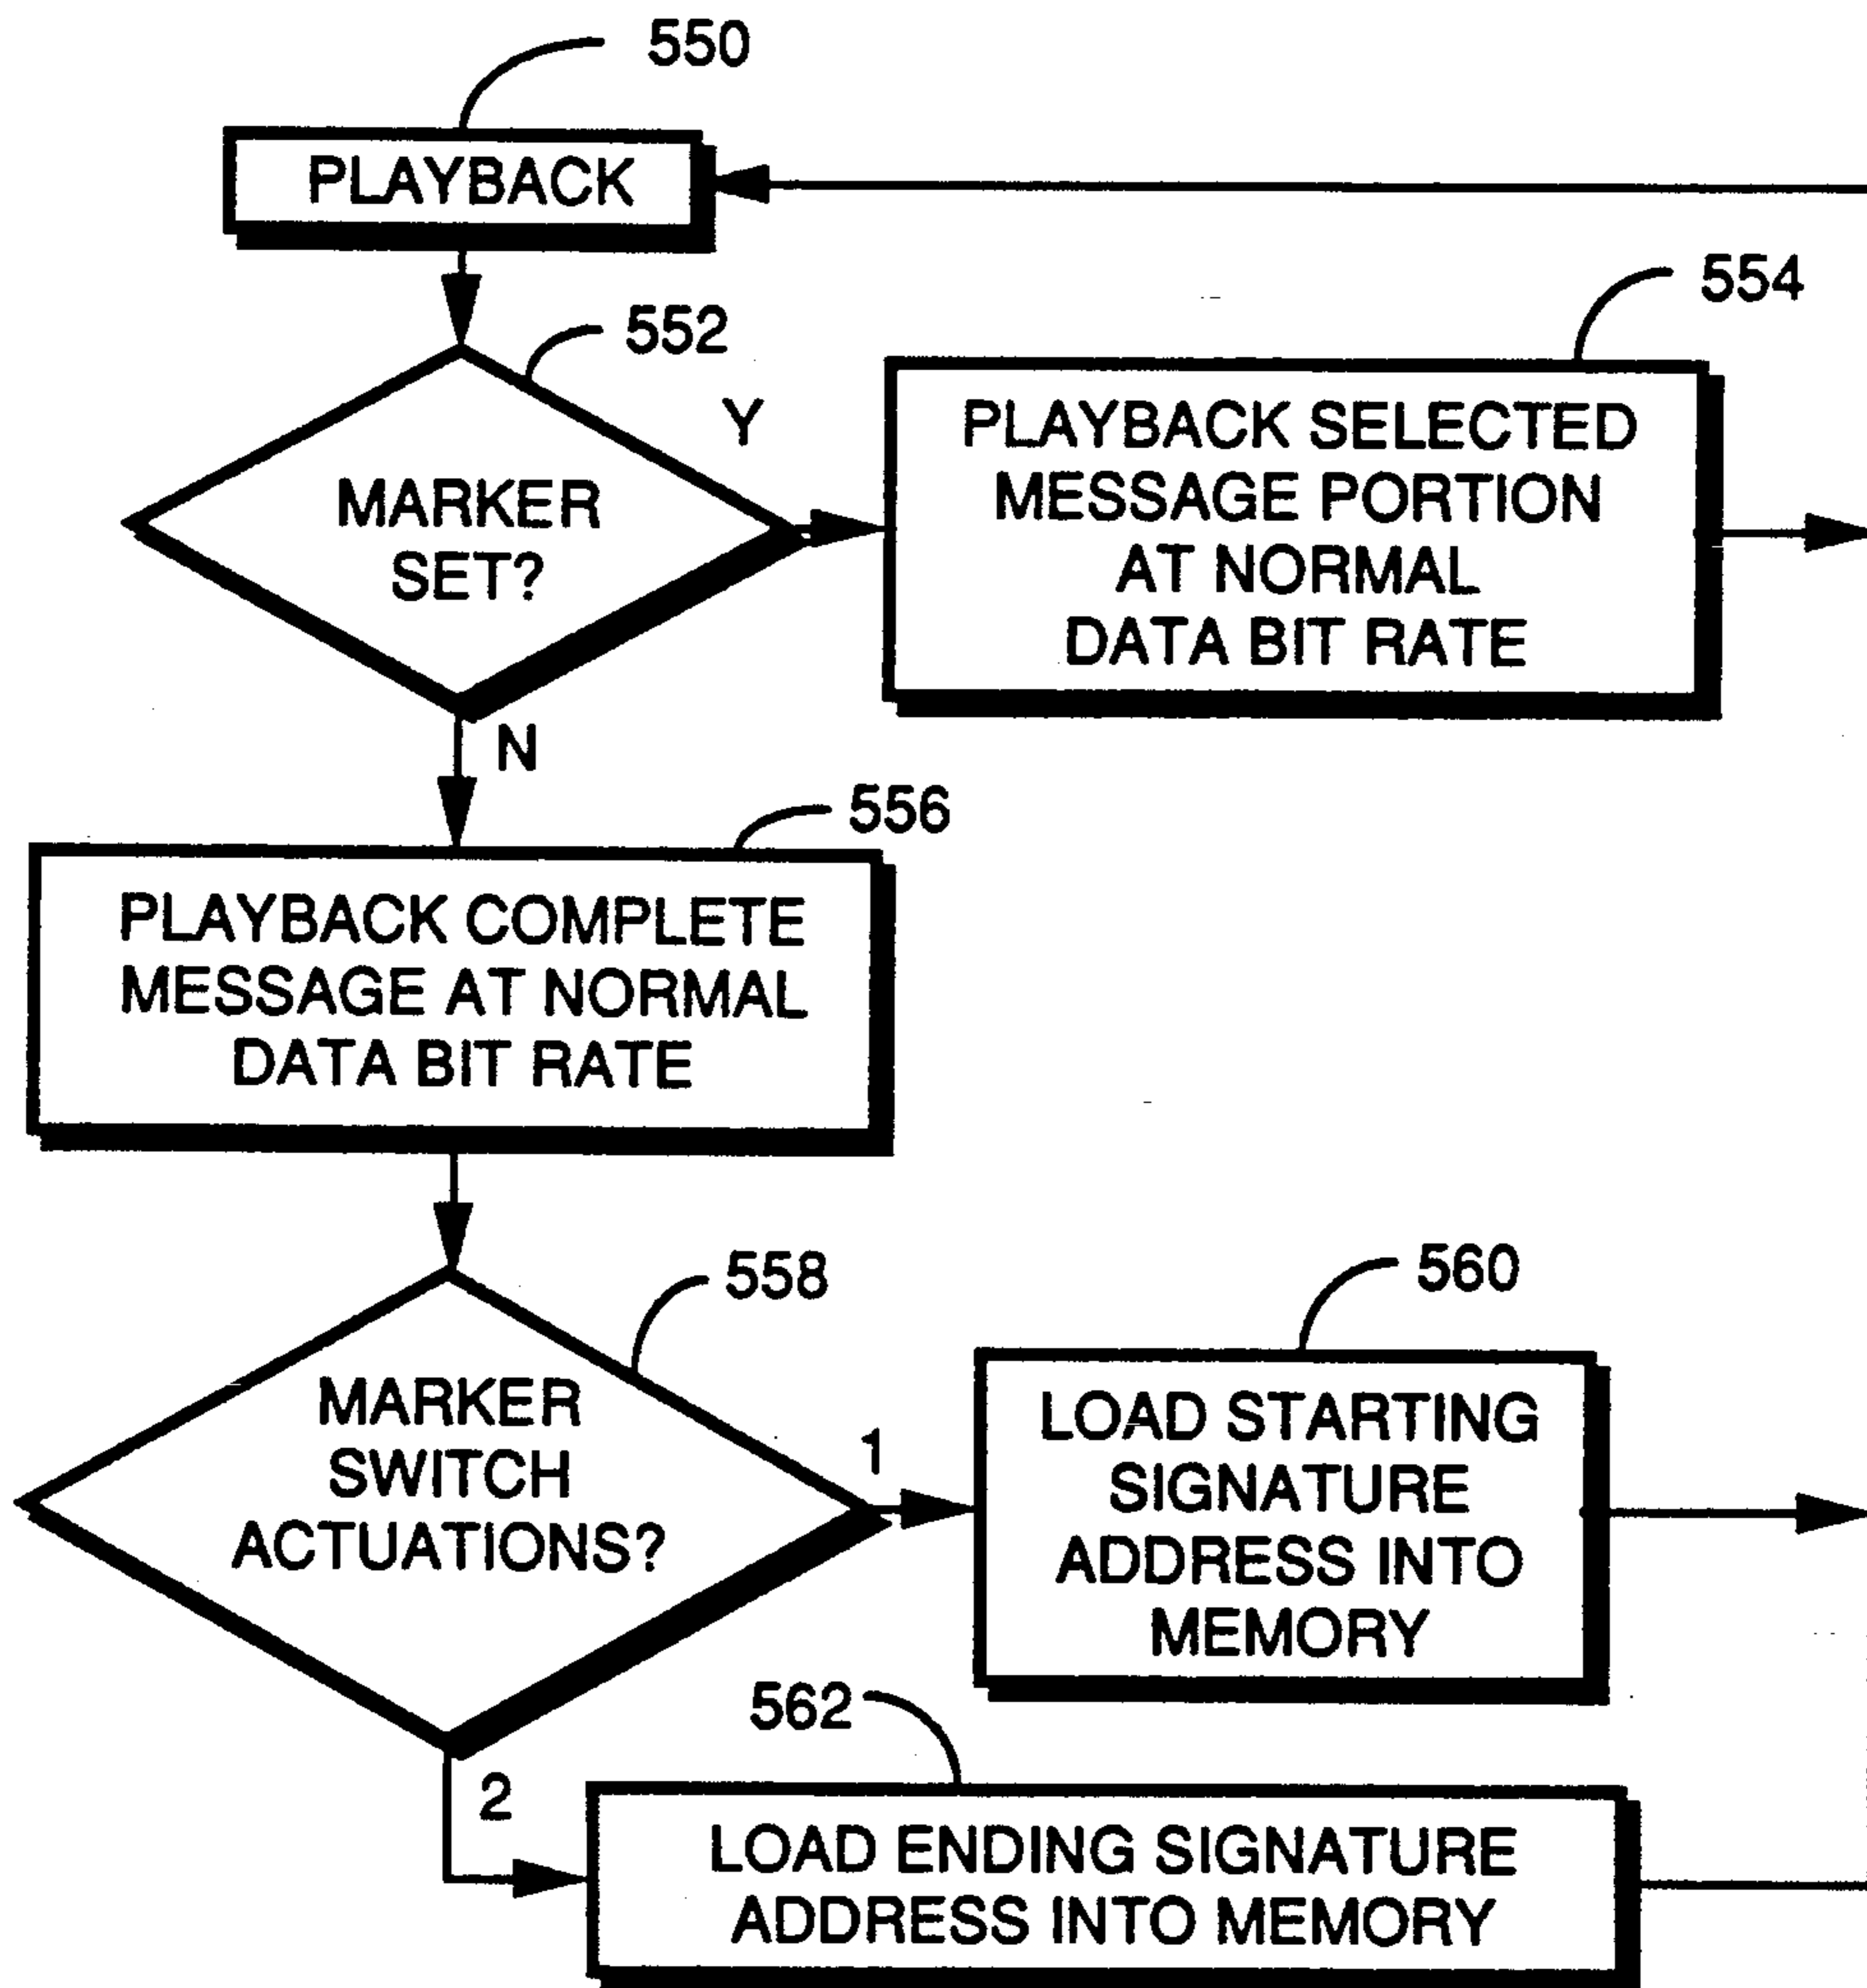 550
PLAYBACK
552
554
Y
MARKER
SET?
PLAYBACK SELECTED
MESSAGE PORTION
AT NORMAL
DATA BIT RATE
N
556
PLAYBACK COMPLETE
MESSAGE AT NORMAL
DATA BIT RATE
558
560
MARKER
SWITCH
ACTUATIONS?
1
LOAD STARTING
SIGNATURE
ADDRESS INTO
MEMORY
2
562
LOAD ENDING SIGNATURE
ADDRESS INTO MEMORY